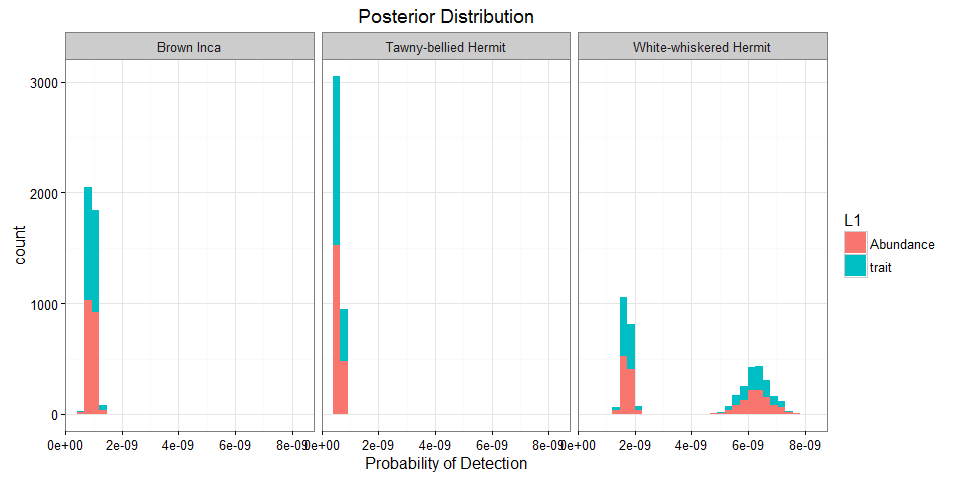 Posterior Distribution
Brown Inca Tawny-bellied Hermit White-whiskered Hermit
3000
2000
1000
0
count
0e+00 2e-09 4e-09 6e-09 8e-09 0e+00 2e-09 4e-09 6e-09 8e-09 0e+00 2e-09 4e-09 6e-09 8e-09
Probability of Detection
L1
Abundance
trait